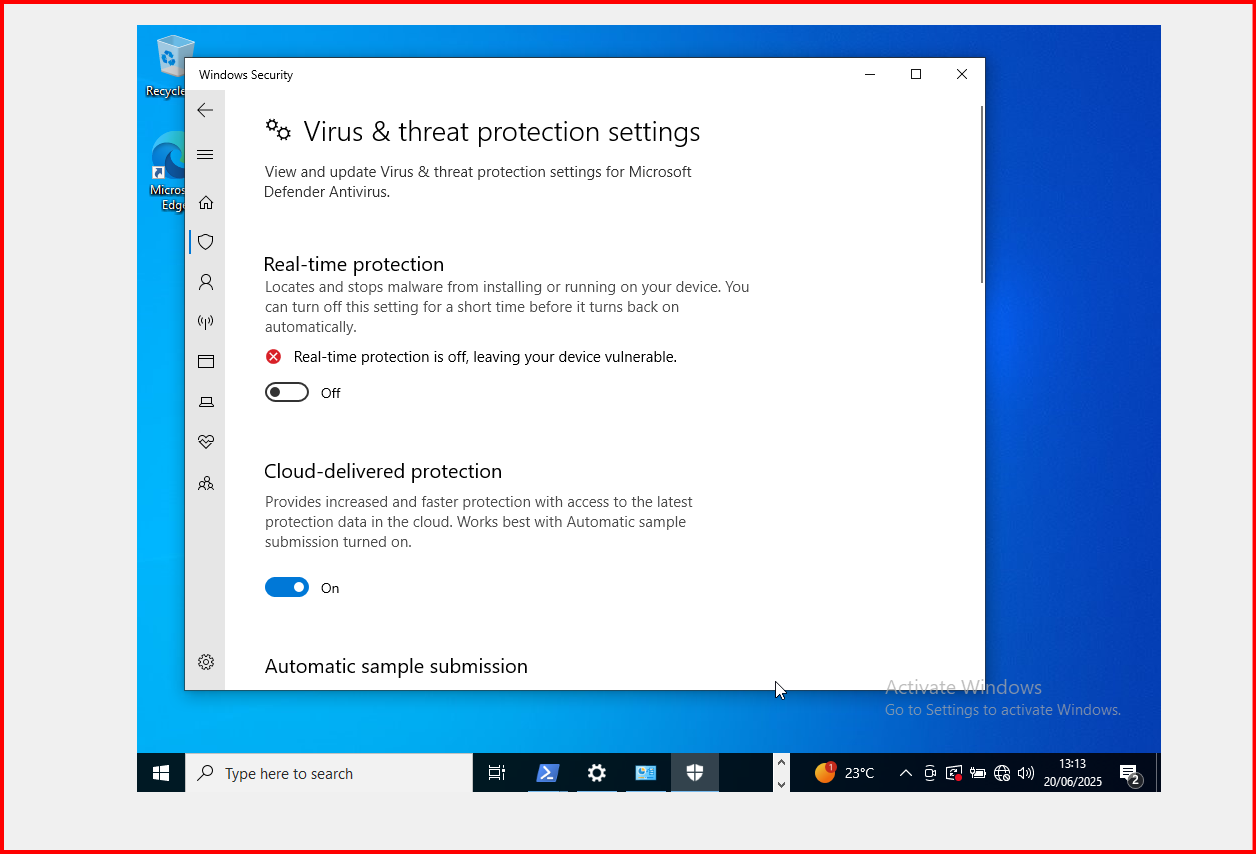 Recycle
Micros
Edge
Windows Security
Virus & threat protection settings
View and update Virus & threat protection settings for Microsoft
Defender Antivirus.
Real-time protection
Locates and stops malware from installing or running on your device. You
can turn off this setting for a short time before it turns back on
automatically.
Real-time protection is off, leaving your device vulnerable.
Off
Cloud-delivered protection
Provides increased and faster protection with access to the latest
protection data in the cloud. Works best with Automatic sample
submission turned on.
On
Automatic sample submission
Activate Windows
Go to Settings to activate Windows.
Type here to search
1
23°C
13:13
20/06/2025
2